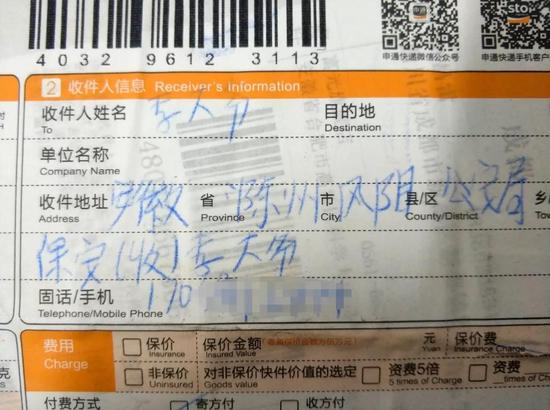 sto
申通快递微信公众号 申通快递手机客
4032 9612 3113
2 收件人信息 Receiver's Information
收件人姓名 李天帅 目的地
To Destination
单位名称
Company Name
收件地址 安徽 省 滁州 市 凤阳 县/区 公安局 乡
Address Province City County/District Tow
保安(收)李天帅
固话/手机 170
Telephone/Mobile Phone
费用 保价 保价金额 元 保价费
Charge Insurance Insured Value Yuan Insurance
非保价 对非保价快件价值的选定 资费5倍 资费
Uninsured Goods value 5 times of Charge times of Charge
付费方式 寄方付 收方付
克